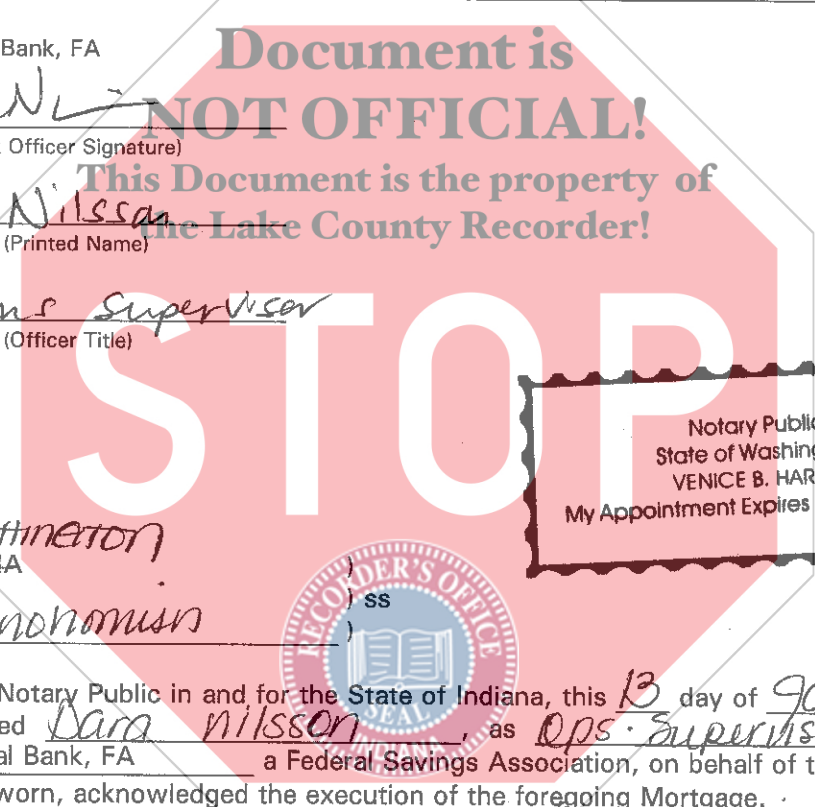 Bank, FA
Document is
NOT OFFICIAL!
Officer Signature)
This Document is the property of
Nilsson
the Lake County Recorder!
(Printed Name)
Supervisor
(Officer Title)
STOP
Notary Public
State of Washing
VENICE B. HAR
My Appointment Expires
RECORDER'S OFFICE
SEAL
INDIANA
)
) ss
)
Notary Public in and for the State of Indiana, this 13 day of
ed Dara Nilsson, as Ops. Supervis
al Bank, FA a Federal Savings Association, on behalf of t
worn, acknowledged the execution of the foregoing Mortgage.